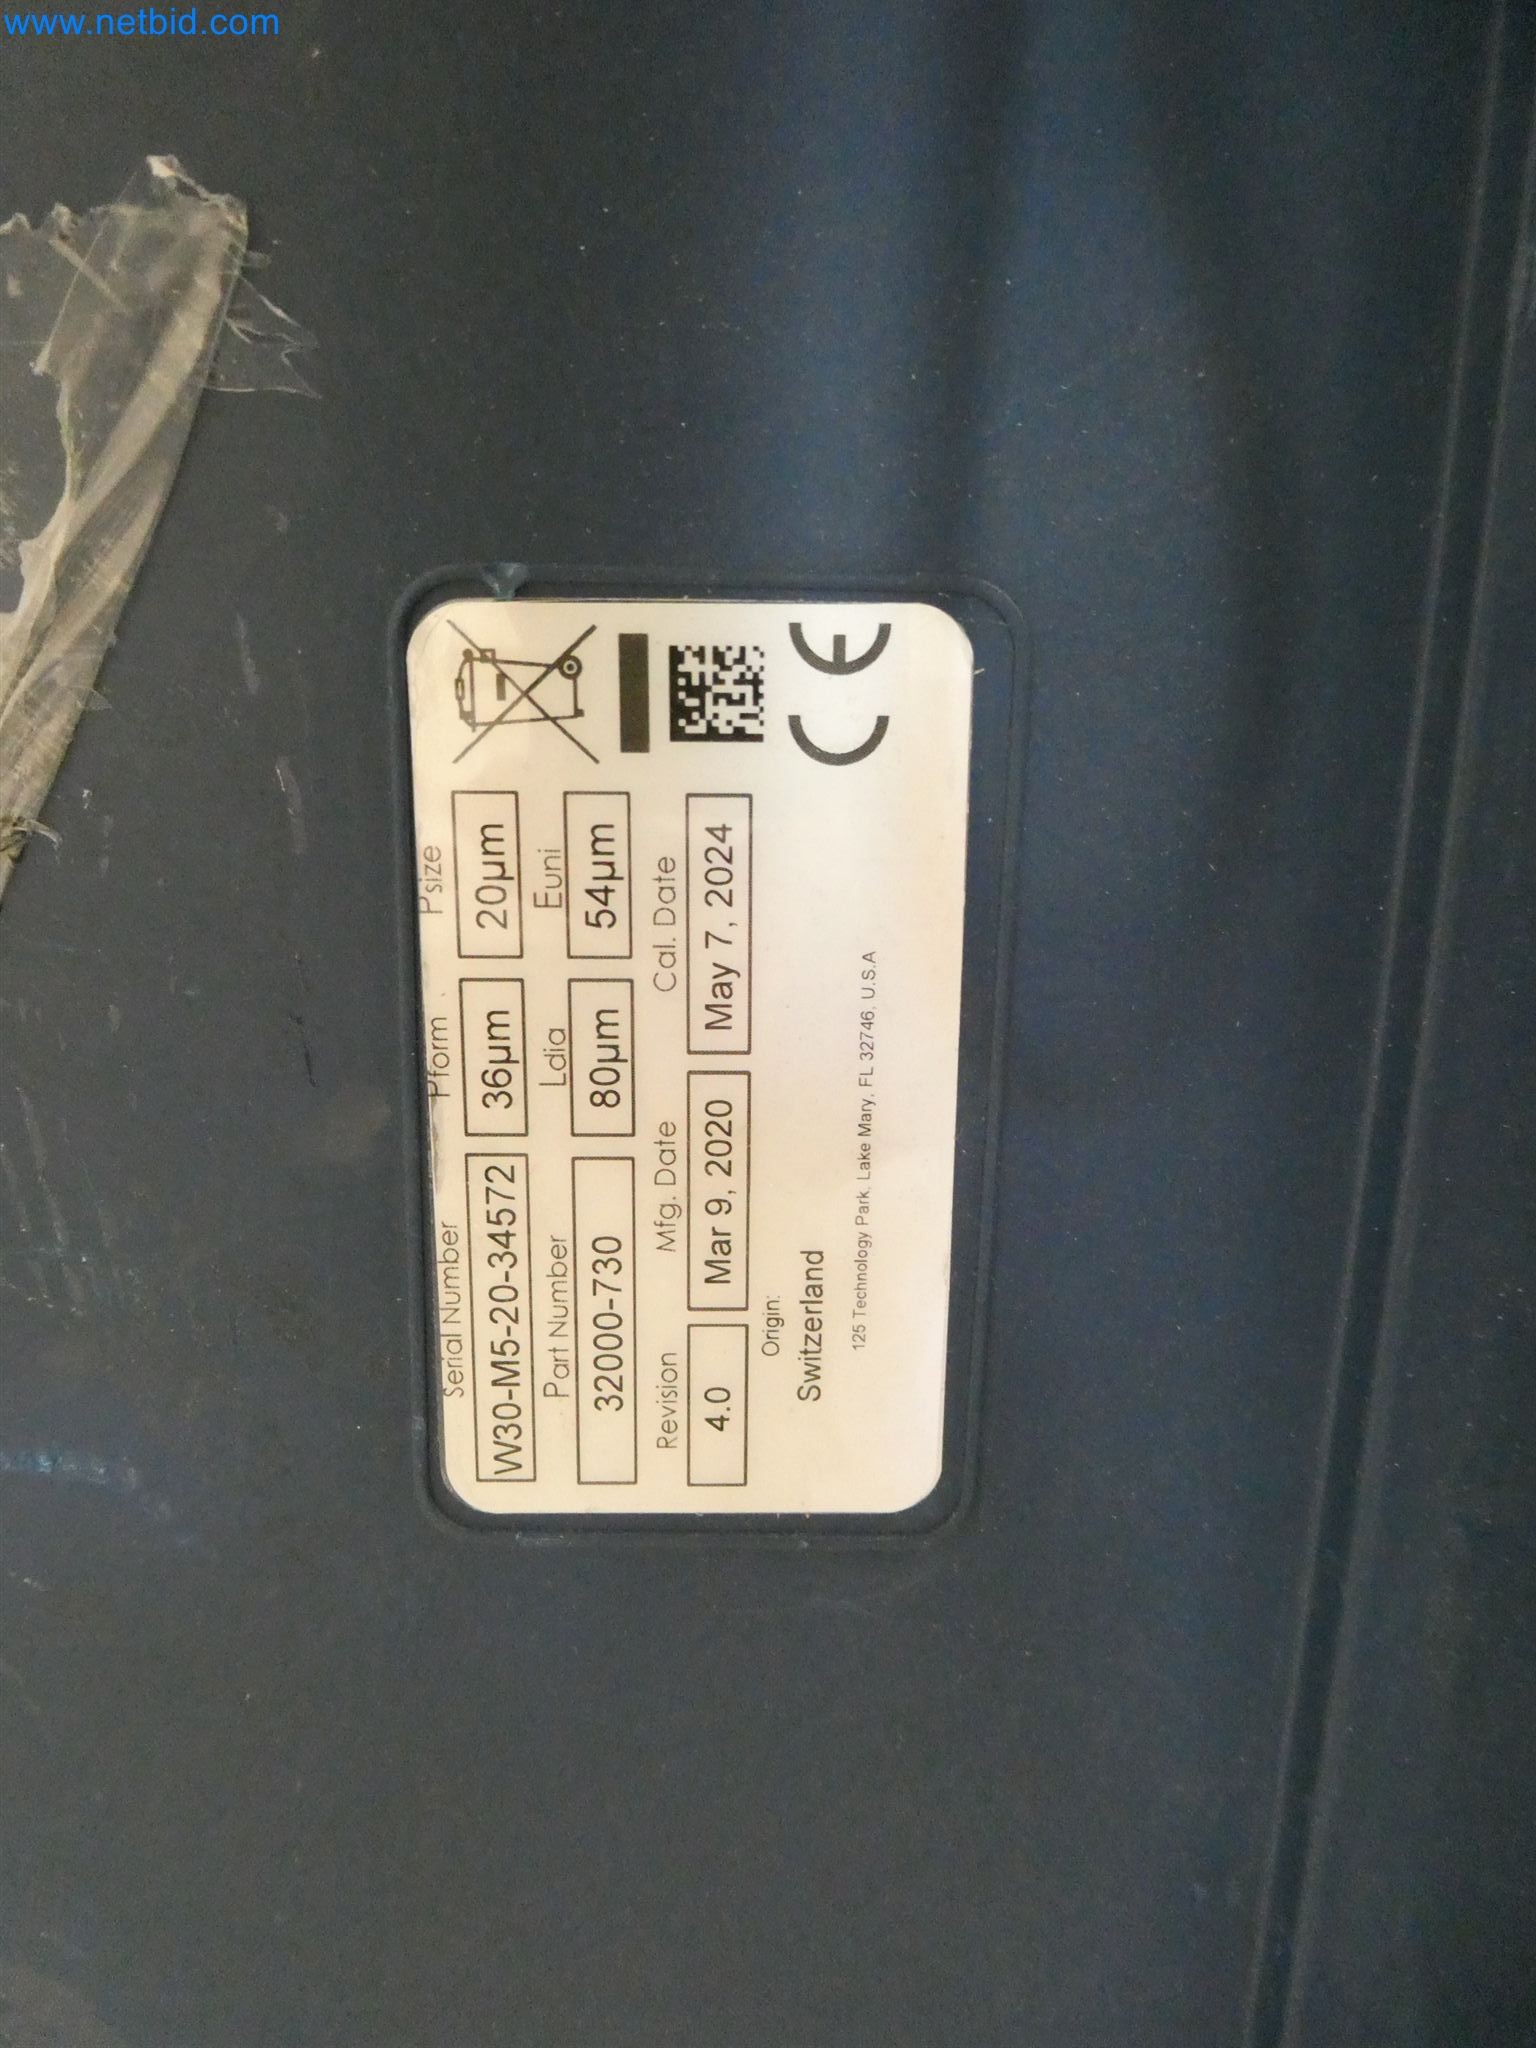 www.netbid.com
Serial Number Pform Psize
W30-M5-20-34572 36µm 20µm
Part Number Ldia Euni
32000-730 80µm 54µm
Revision Mfg. Date Cal. Date
4.0 Mar 9, 2020 May 7, 2024
Origin:
Switzerland
125 Technology Park, Lake Mary, FL 32746, U.S.A
CE